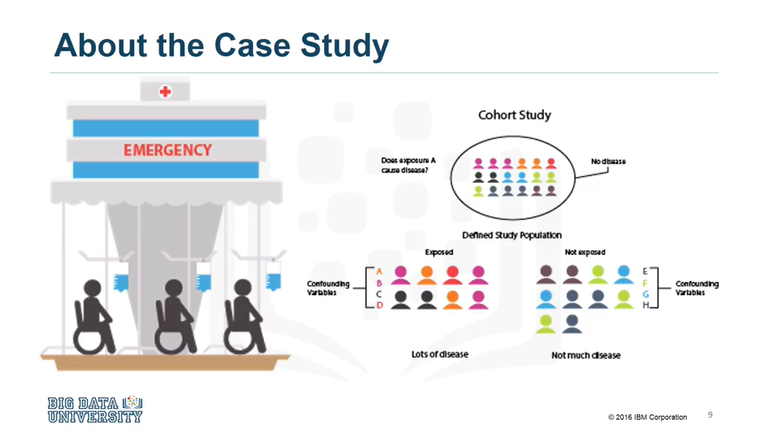 About the Case Study
EMERGENCY
Cohort Study
Does exposure A
cause disease?
No disease
Defined Study Population
Exposed
Not exposed
Confounding
Variables
A
B
C
D
E
F
G
H
Confounding
Variables
Lots of disease
Not much disease
BIG DATA
UNIVERSITY
© 2016 IBM Corporation
9